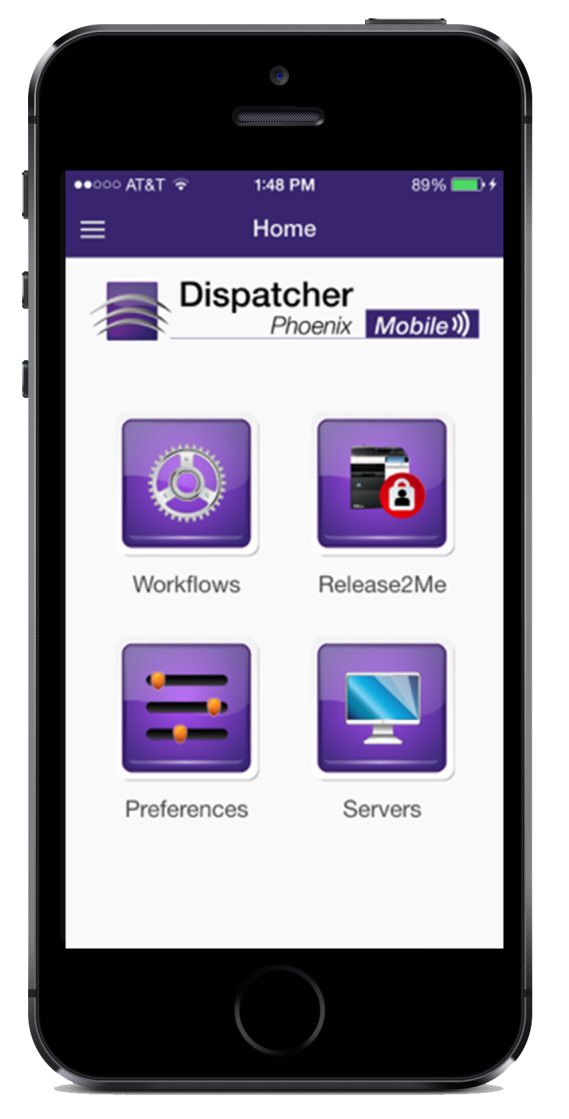 AT&T 1:48 PM 89%
Home
Dispatcher
Phoenix Mobile
Workflows Release2Me
Preferences Servers